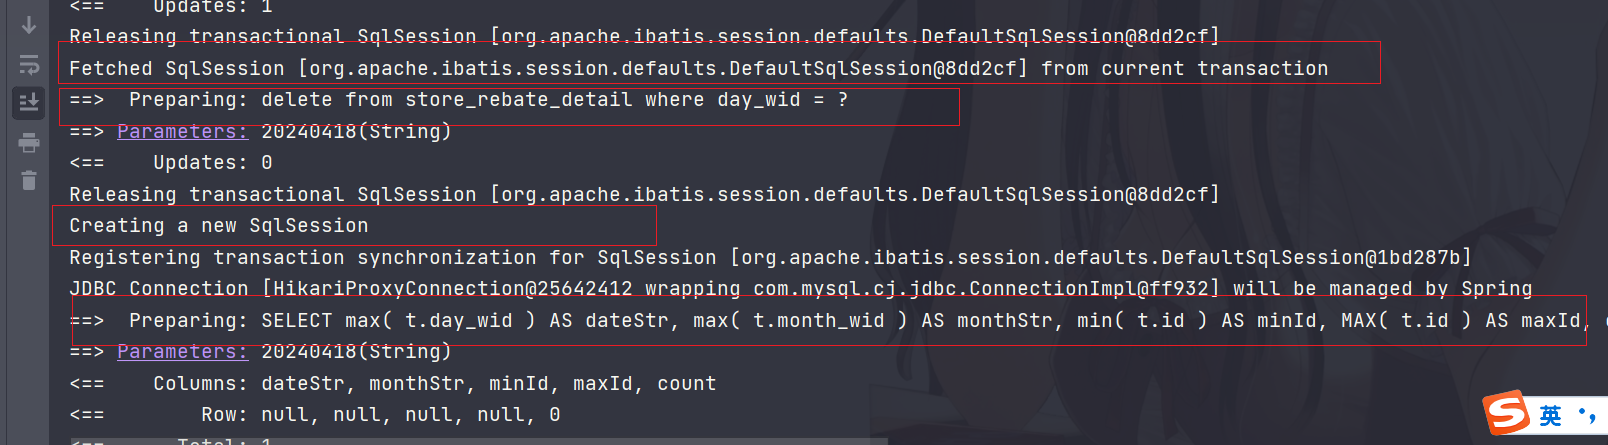 <==    Updates: 1
Releasing transactional SqlSession [org.apache.ibatis.session.defaults.DefaultSqlSession@8dd2cf]
Fetched SqlSession [org.apache.ibatis.session.defaults.DefaultSqlSession@8dd2cf] from current transaction
==>  Preparing: delete from store_rebate_detail where day_wid = ?
==> Parameters: 20240418(String)
<==    Updates: 0
Releasing transactional SqlSession [org.apache.ibatis.session.defaults.DefaultSqlSession@8dd2cf]
Creating a new SqlSession
Registering transaction synchronization for SqlSession [org.apache.ibatis.session.defaults.DefaultSqlSession@1bd287b]
JDBC Connection [HikariProxyConnection@25642412 wrapping com.mysql.cj.jdbc.ConnectionImpl@ff932] will be managed by Spring
==>  Preparing: SELECT max( t.day_wid ) AS dateStr, max( t.month_wid ) AS monthStr, min( t.id ) AS minId, MAX( t.id ) AS maxId,
==> Parameters: 20240418(String)
<==    Columns: dateStr, monthStr, minId, maxId, count
<==        Row: null, null, null, null, 0
<==      Total: 1
S 英